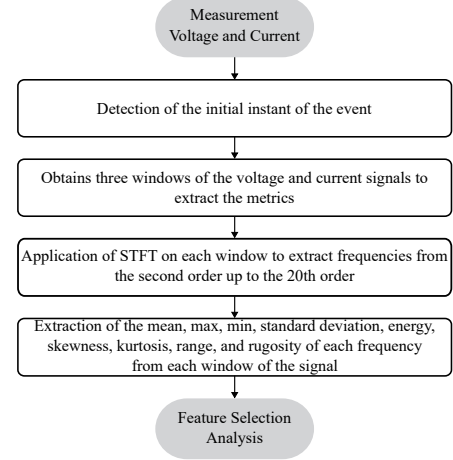 Measurement
Voltage and Current
Detection of the initial instant of the event
Obtains three windows of the voltage and current signals to
extract the metrics
Application of STFT on each window to extract frequencies from
the second order up to the 20th order
Extraction of the mean, max, min, standard deviation, energy,
skewness, kurtosis, range, and rugosity of each frequency
from each window of the signal
Feature Selection
Analysis